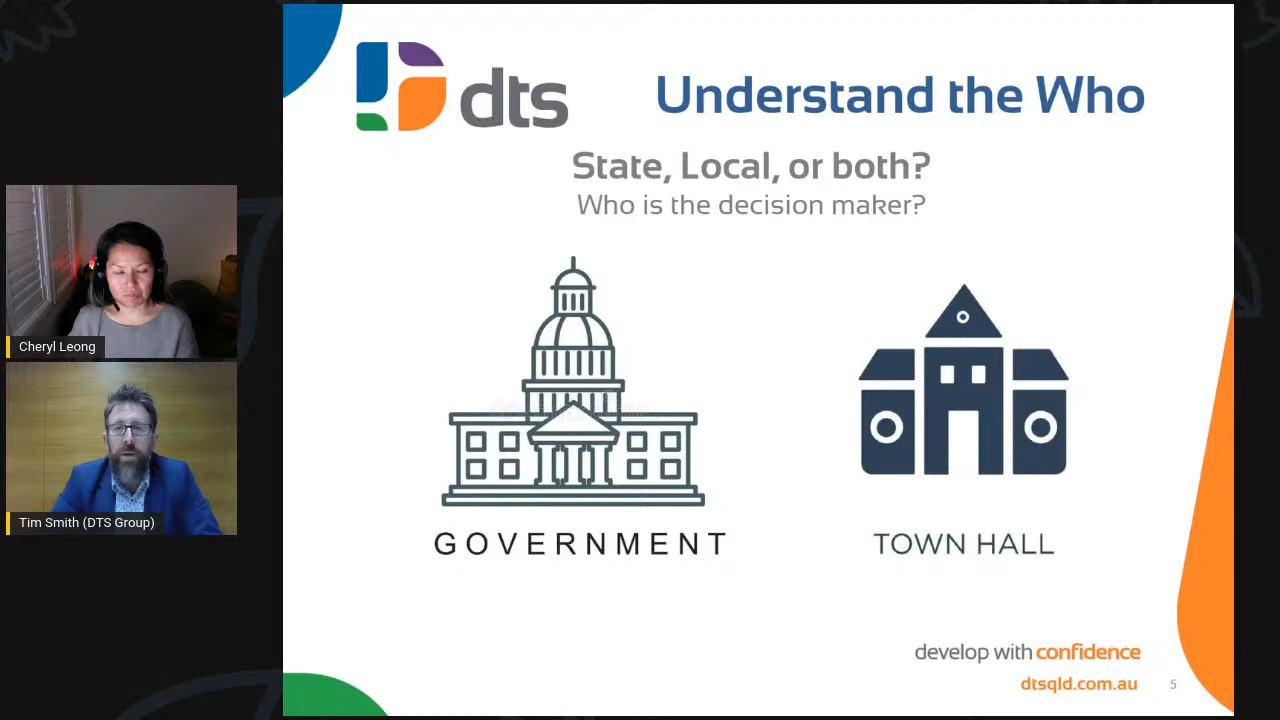 dts
Understand the Who
State, Local, or both?
Who is the decision maker?
Cheryl Leong
Tim Smith (DTS Group)
GOVERNMENT
TOWN HALL
develop with confidence
dtsqld.com.au
5